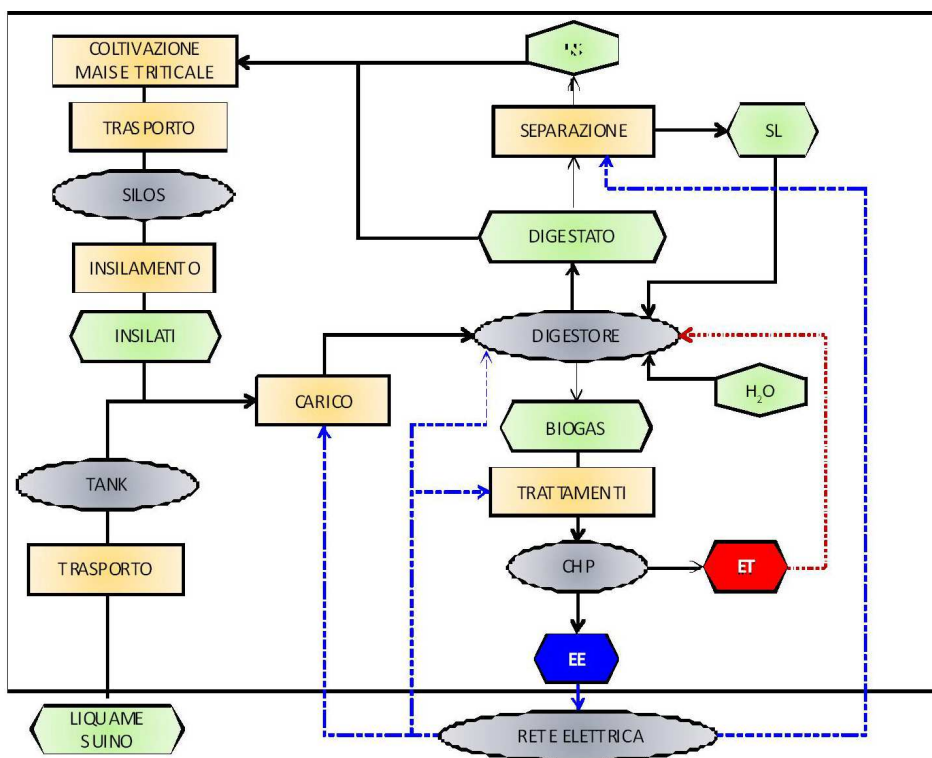 COLTIVAZIONE
MAIS E TRITICALE
TRASPORTO
SEPARAZIONE
SL
SILOS
DIGESTATO
INSILAMENTO
INSILATI
DIGESTORE
CARICO
H₂O
BIOGAS
TANK
TRATTAMENTI
TRASPORTO
CHP
ET
EE
LIQUAME
SUINO
RETE ELETTRICA